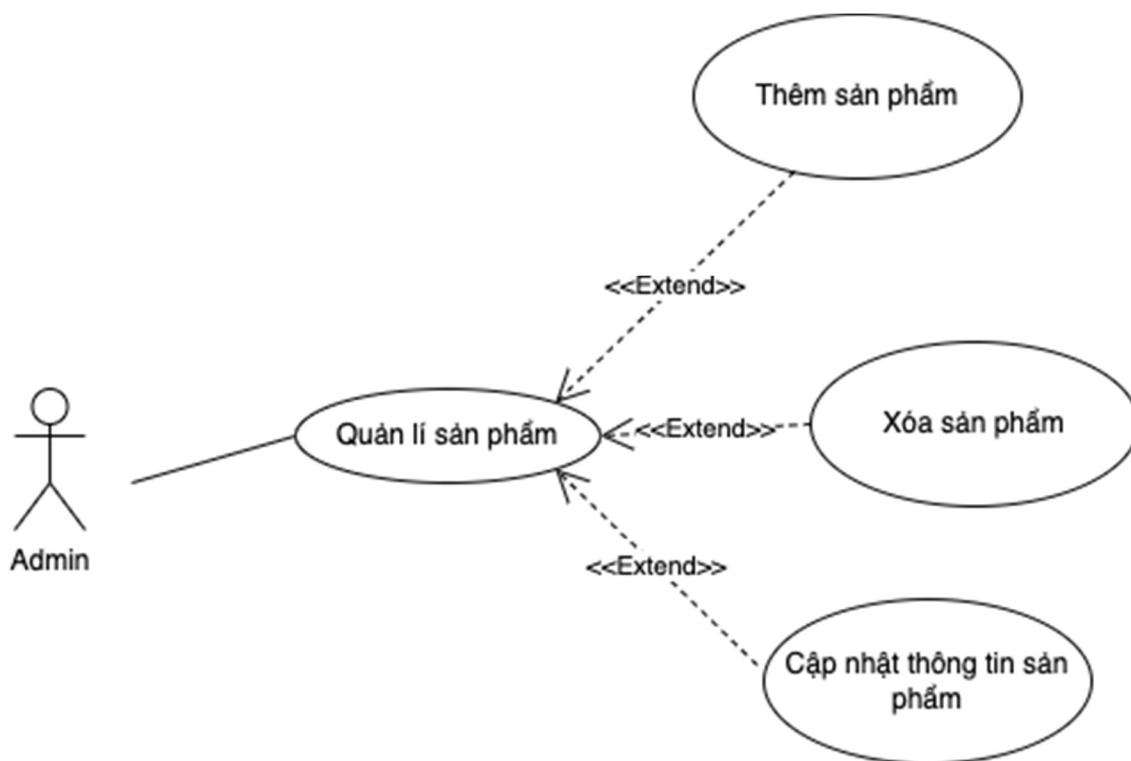 Thêm sản phẩm
<<Extend>>
Quản lí sản phẩm
<<Extend>>
Xóa sản phẩm
Admin
<<Extend>>
Cập nhật thông tin sản
phẩm